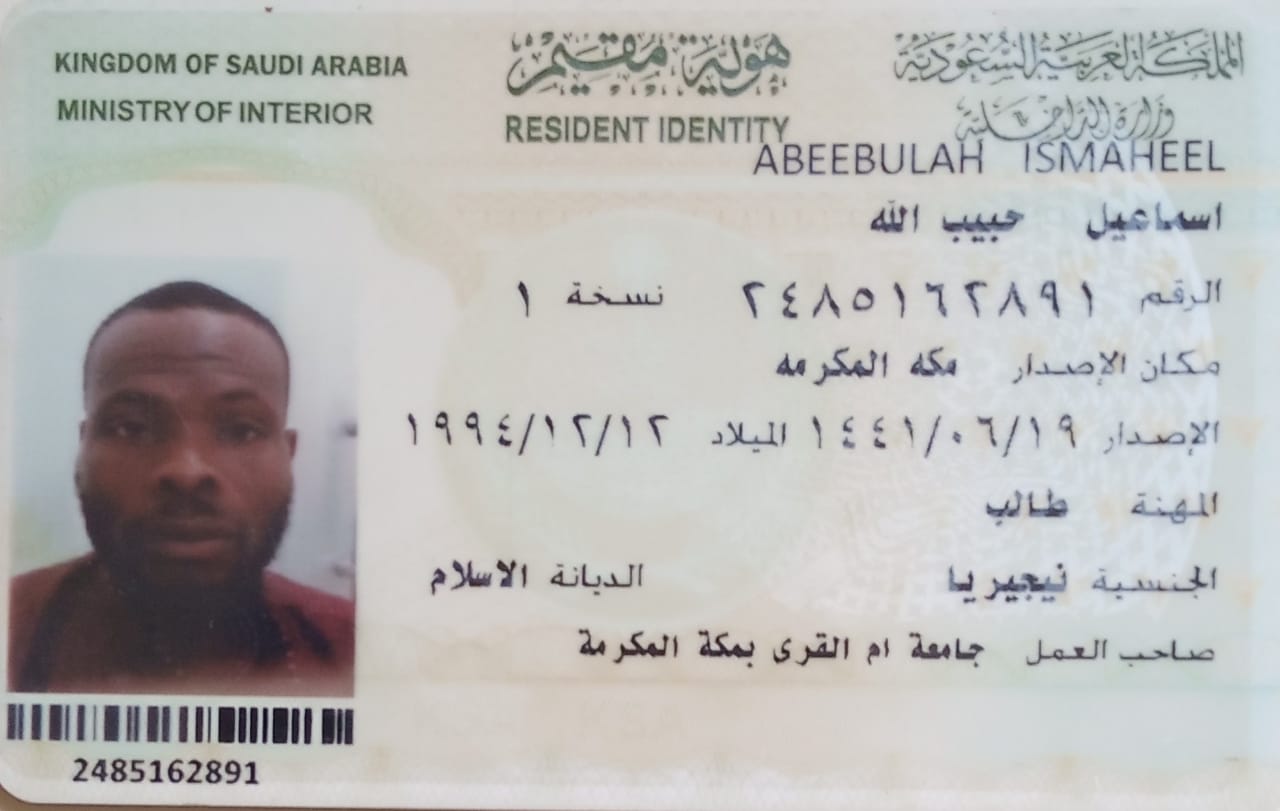 KINGDOM OF SAUDI ARABIA
MINISTRY OF INTERIOR
هوية مقيم
RESIDENT IDENTITY
المملكة العربية السعودية
وزارة الداخلية
ABEEBULAH ISMAHEEL
اسماعيل حبيب الله
الرقم ٢٤٨٥١٦٢٨٩١ نسخة ١
مكان الإصدار مكه المكرمه
الإصدار ١٤٤١/٠٦/١٩ الميلاد ١٩٩٤/١٢/١٢
المهنة طالب
الجنسية نيجيريا الديانة الاسلام
صاحب العمل جامعة ام القرى بمكة المكرمة
2485162891